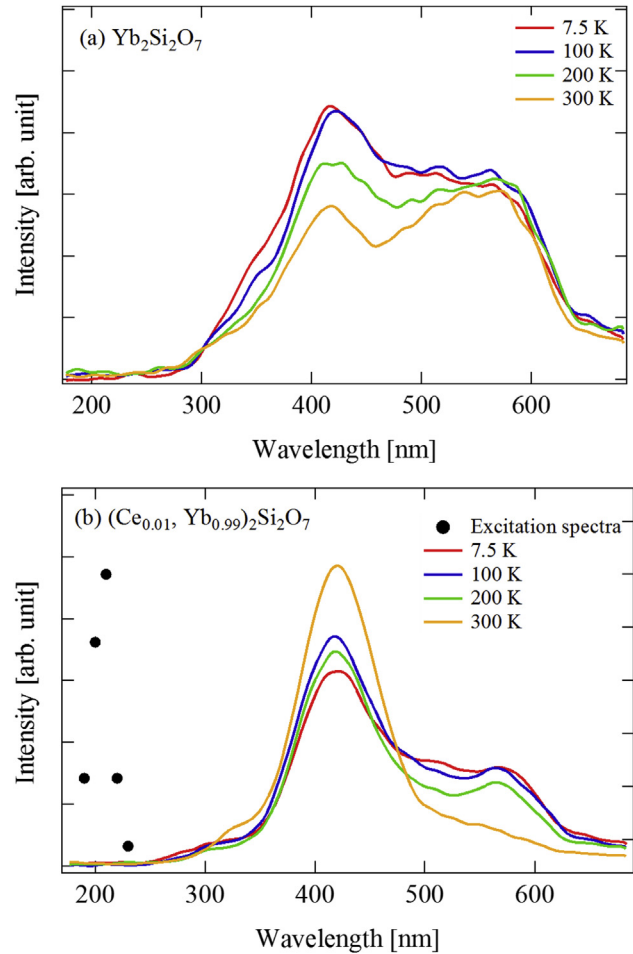 (a) Yb₂Si₂O₇
7.5 K
100 K
200 K
300 K
Intensity [arb. unit]
200 300 400 500 600
Wavelength [nm]
(b) (Ce₀.₀₁, Yb₀.₉₉)₂Si₂O₇
Excitation spectra
7.5 K
100 K
200 K
300 K
Intensity [arb. unit]
200 300 400 500 600
Wavelength [nm]